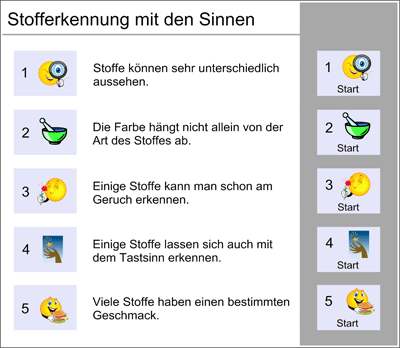 Stofferkennung mit den Sinnen
1
Stoffe können sehr unterschiedlich
aussehen.
1
Start
2
Die Farbe hängt nicht allein von der
Art des Stoffes ab.
2
Start
3
Einige Stoffe kann man schon am
Geruch erkennen.
3
Start
4
Einige Stoffe lassen sich auch mit
dem Tastsinn erkennen.
4
Start
5
Viele Stoffe haben einen bestimmten
Geschmack.
5
Start